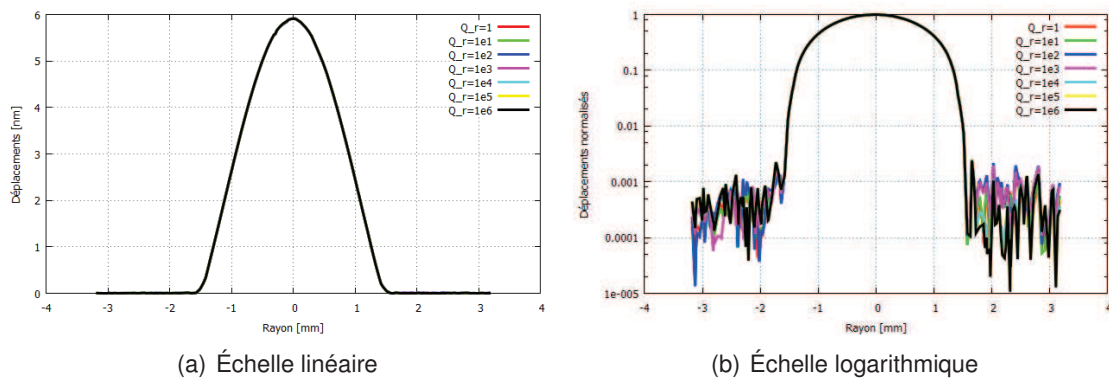 6
5
4
3
2
1
0
-4
-3
-2
-1
0
1
2
3
4
Déplacements [nm]
Rayon [mm]
Q_r=1
Q_r=1e1
Q_r=1e2
Q_r=1e3
Q_r=1e4
Q_r=1e5
Q_r=1e6
(a) Échelle linéaire
1
0.1
0.01
0.001
0.0001
1e-005
-4
-3
-2
-1
0
1
2
3
4
Déplacements normalisés
Rayon [mm]
Q_r=1
Q_r=1e1
Q_r=1e2
Q_r=1e3
Q_r=1e4
Q_r=1e5
Q_r=1e6
(b) Échelle logarithmique